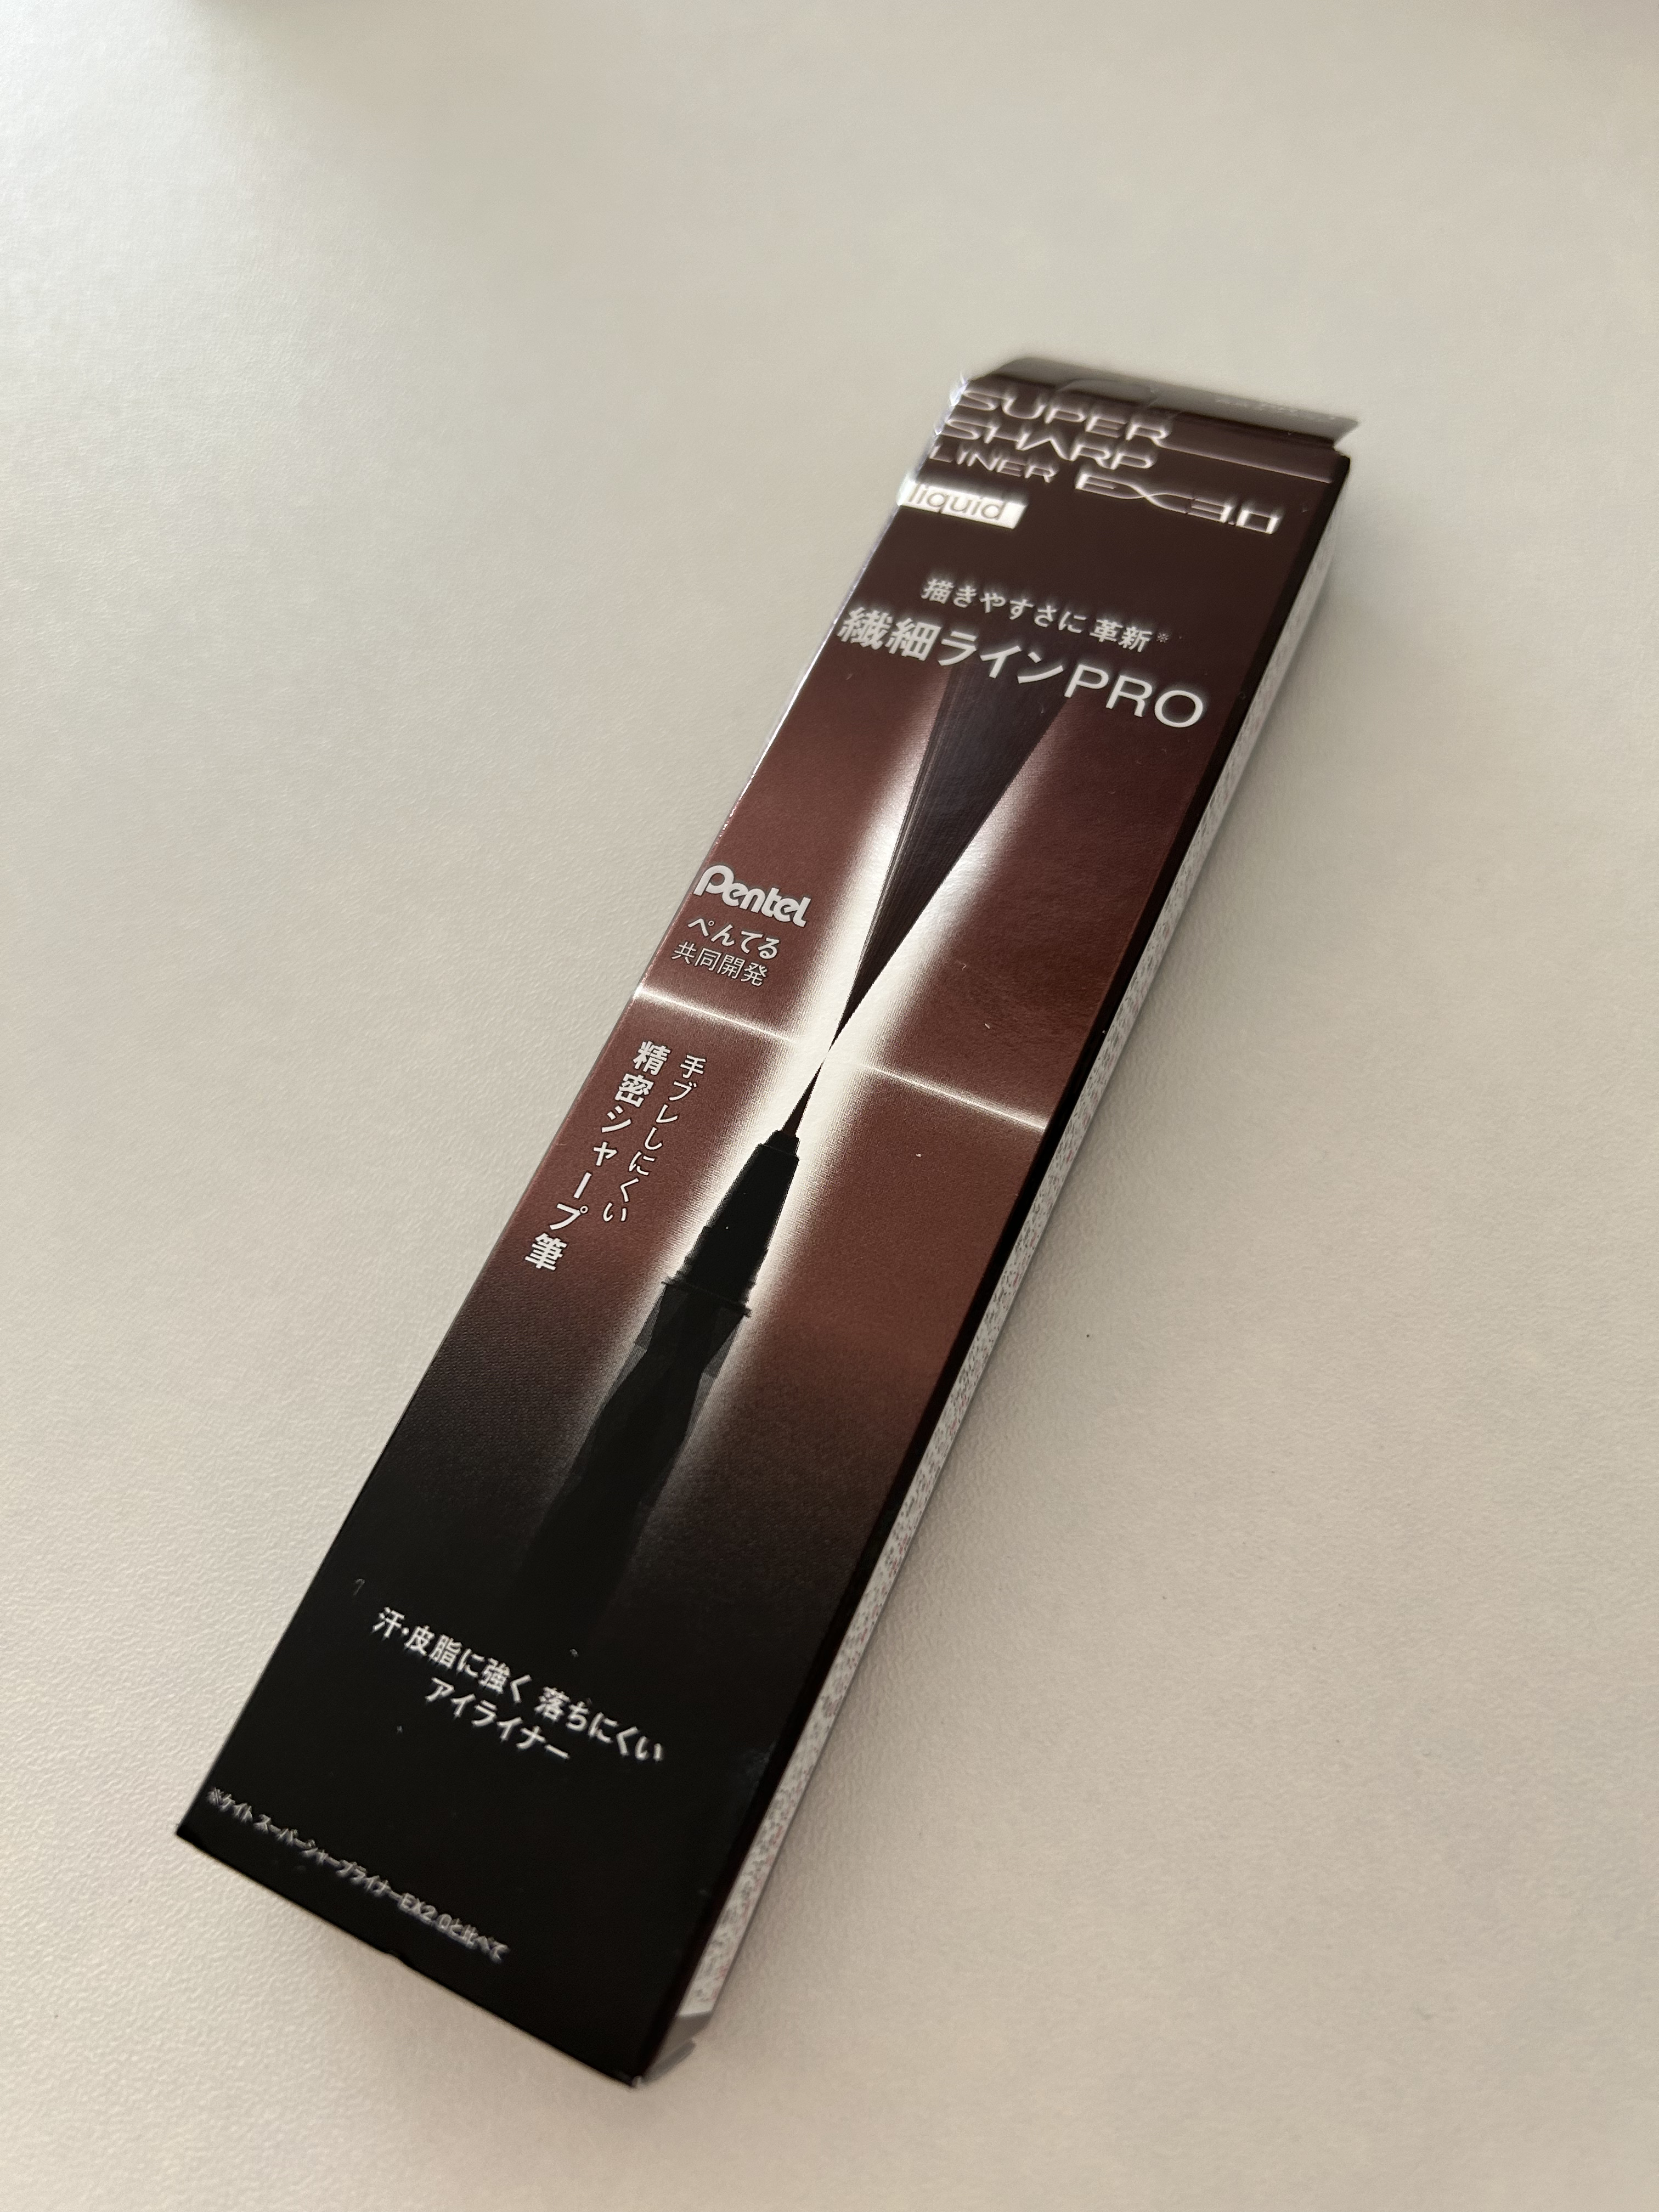 SUPER
SHARP
LINER EX3.0
liquid
描きやすさに革新※
繊細ラインPRO
Pentel
ぺんてる
共同開発
手ブレしにくい
精密シャープ筆
汗・皮脂に強く 落ちにくい
アイライナー
※ケイト スーパーシャープライナーEX2.0と比べて